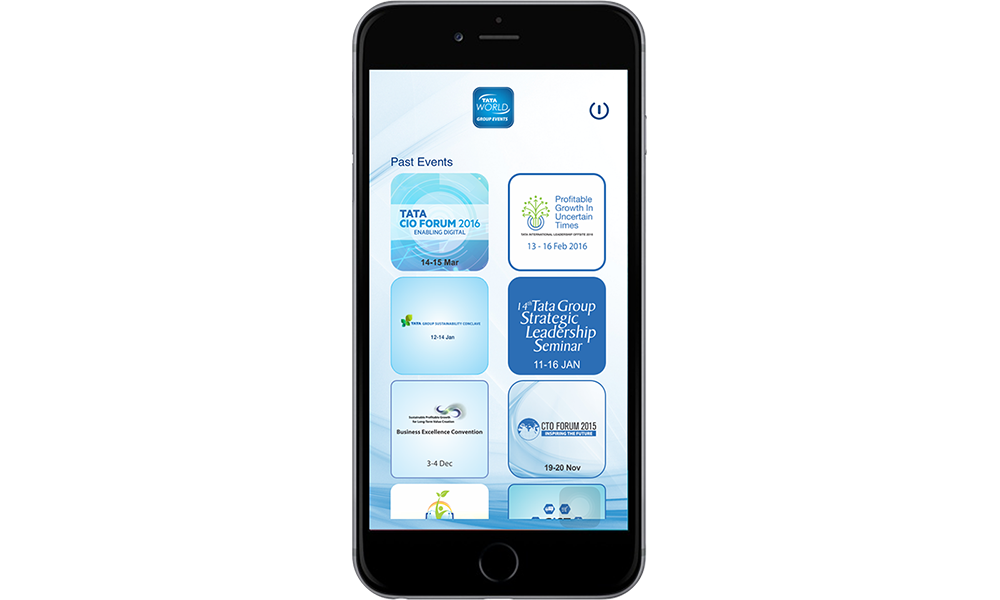 TATA
WORLD
GROUP EVENTS
Past Events
TATA
CIO FORUM 2016
ENABLING DIGITAL
14-15 Mar
Profitable
Growth In
Uncertain
Times
TATA INTERNATIONAL LEADERSHIP OFFSITE 2016
13 - 16 Feb 2016
TATA GROUP SUSTAINABILITY CONCLAVE
12-14 Jan
14th Tata Group
Strategic
Leadership
Seminar
11-16 JAN
Sustainable Profitable Growth
for Long-Term Value Creation
Business Excellence Convention
3-4 Dec
CTO FORUM 2015
INSPIRING THE FUTURE
19-20 Nov